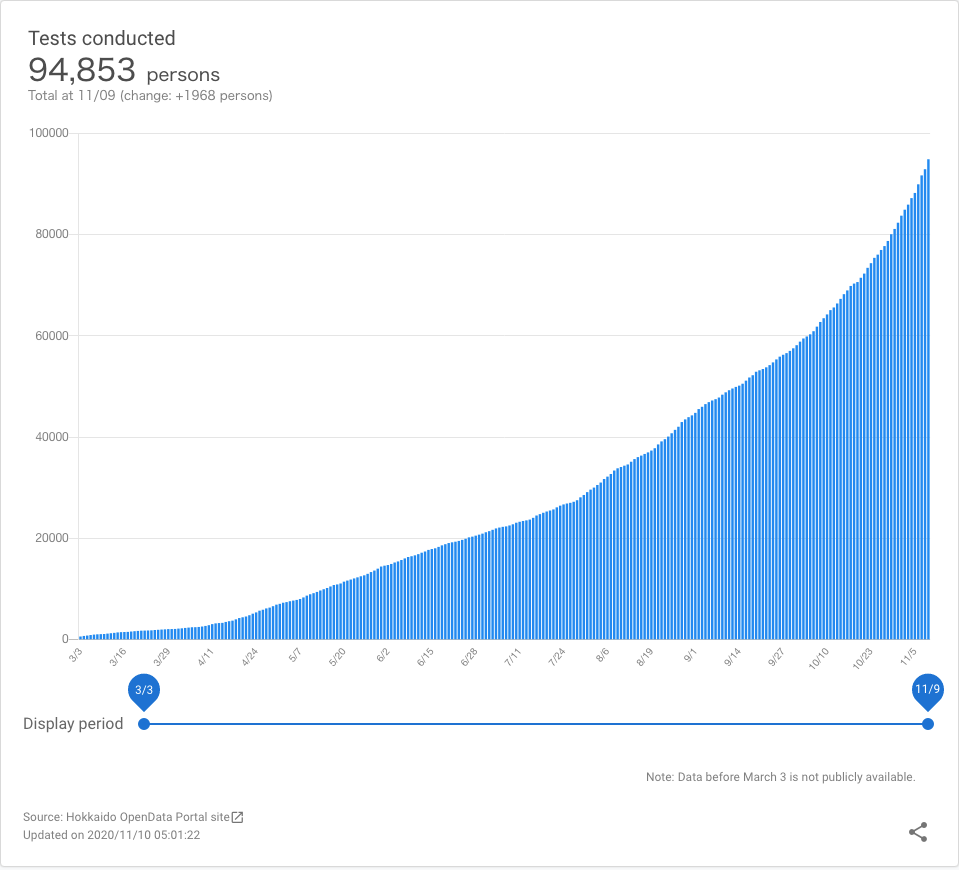 Tests conducted
94,853 persons
Total at 11/09 (change: +1968 persons)
100000
80000
60000
40000
20000
0
3/3 3/16 3/29 4/11 4/24 5/7 5/20 6/2 6/15 6/28 7/11 7/24 8/6 8/19 9/1 9/14 9/27 10/10 10/23 11/5
3/3 11/9
Display period
Note: Data before March 3 is not publicly available.
Source: Hokkaido OpenData Portal site
Updated on 2020/11/10 05:01:22